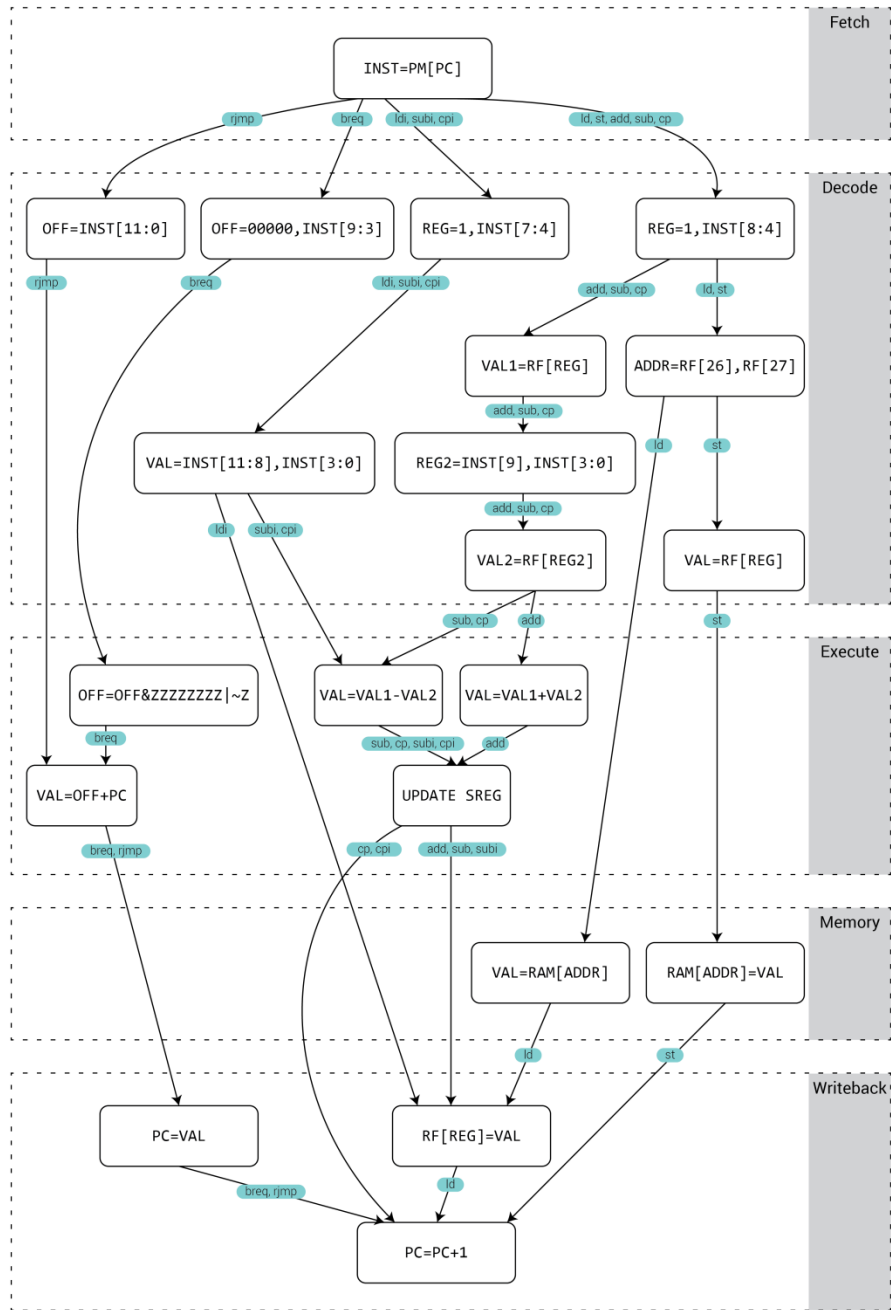 Fetch
INST=PM[PC]
rjmp
breq
ldi, subi, cpi
ld, st, add, sub, cp
Decode
OFF=INST[11:0]
OFF=00000,INST[9:3]
REG=1,INST[7:4]
REG=1,INST[8:4]
rjmp
breq
ldi, subi, cpi
add, sub, cp
ld, st
VAL1=RF[REG]
ADDR=RF[26],RF[27]
add, sub, cp
ld
st
VAL=INST[11:8],INST[3:0]
REG2=INST[9],INST[3:0]
add, sub, cp
ldi
subi, cpi
VAL2=RF[REG2]
VAL=RF[REG]
sub, cp
add
st
Execute
OFF=OFF&ZZZZZZZZ|~Z
VAL=VAL1-VAL2
VAL=VAL1+VAL2
breq
sub, cp, subi, cpi
add
VAL=OFF+PC
UPDATE SREG
breq, rjmp
cp, cpi
add, sub, subi
Memory
VAL=RAM[ADDR]
RAM[ADDR]=VAL
ld
st
Writeback
PC=VAL
RF[REG]=VAL
breq, rjmp
ld
PC=PC+1